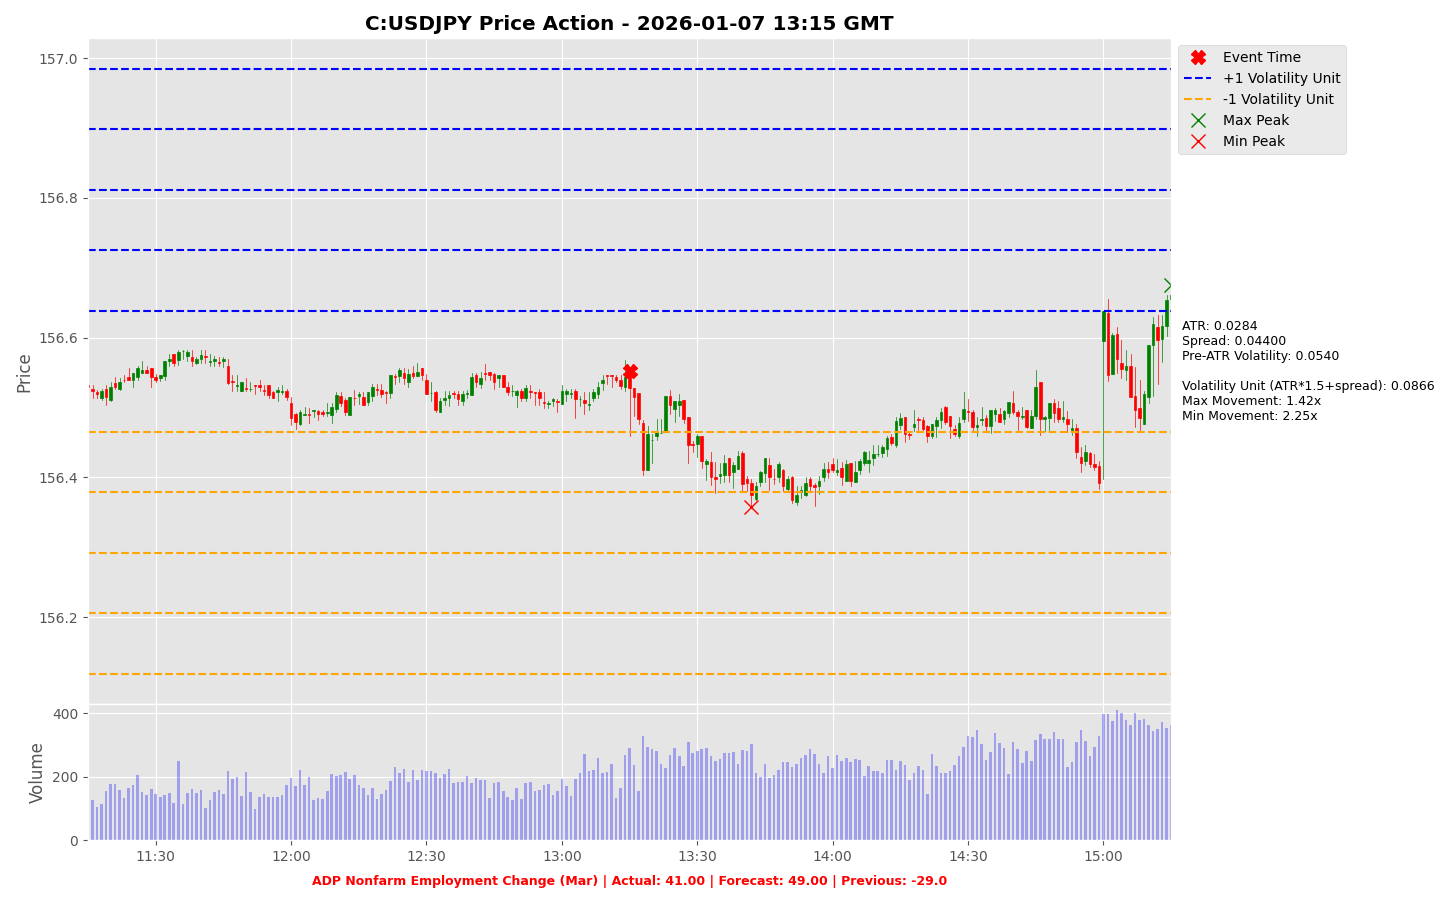 C:USDJPY Price Action - 2026-01-07 13:15 GMT
Event Time
+1 Volatility Unit
-1 Volatility Unit
Max Peak
Min Peak
Price
157.0
156.8
156.6
156.4
156.2
ATR: 0.0284
Spread: 0.04400
Pre-ATR Volatility: 0.0540
Volatility Unit (ATR*1.5+spread): 0.0866
Max Movement: 1.42x
Min Movement: 2.25x
Volume
400
200
0
11:30 12:00 12:30 13:00 13:30 14:00 14:30 15:00
ADP Nonfarm Employment Change (Mar) | Actual: 41.00 | Forecast: 49.00 | Previous: -29.0